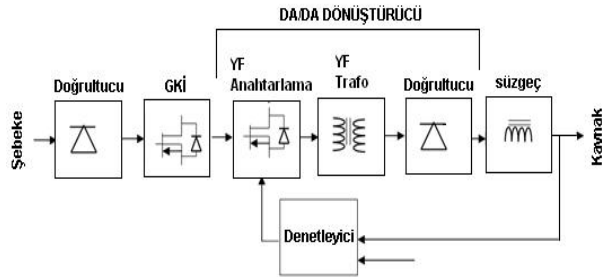 DA/DA DÖNÜŞTÜRÜCÜ
Şebeke
Doğrultucu
GKİ
YF
Anahtarlama
YF
Trafo
Doğrultucu
süzgeç
Kaynak
Denetleyici